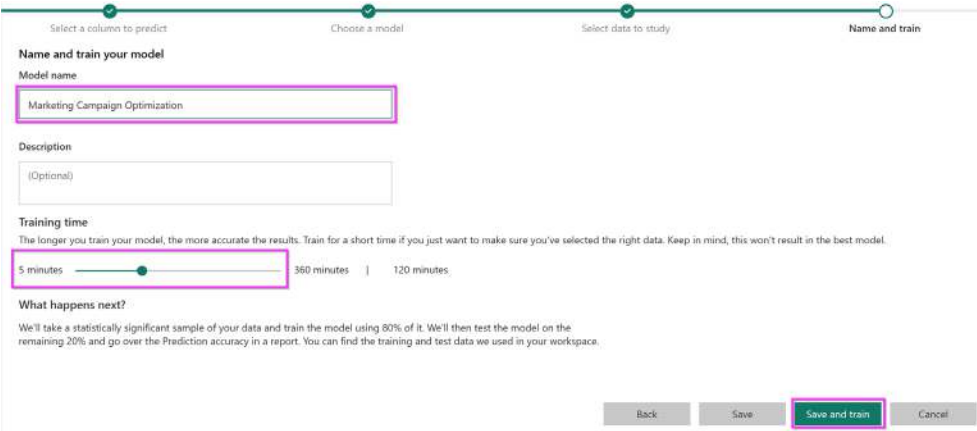 Select a column to predict
Choose a model
Select data to study
Name and train
Name and train your model
Model name
Marketing Campaign Optimization
Description
(Optional)
Training time
The longer you train your model, the more accurate the results. Train for a short time if you just want to make sure you've selected the right data. Keep in mind, this won't result in the best model.
5 minutes 360 minutes | 120 minutes
What happens next?
We'll take a statistically significant sample of your data and train the model using 80% of it. We'll then test the model on the
remaining 20% and go over the Prediction accuracy in a report. You can find the training and test data we used in your workspace.
Back Save Save and train Cancel